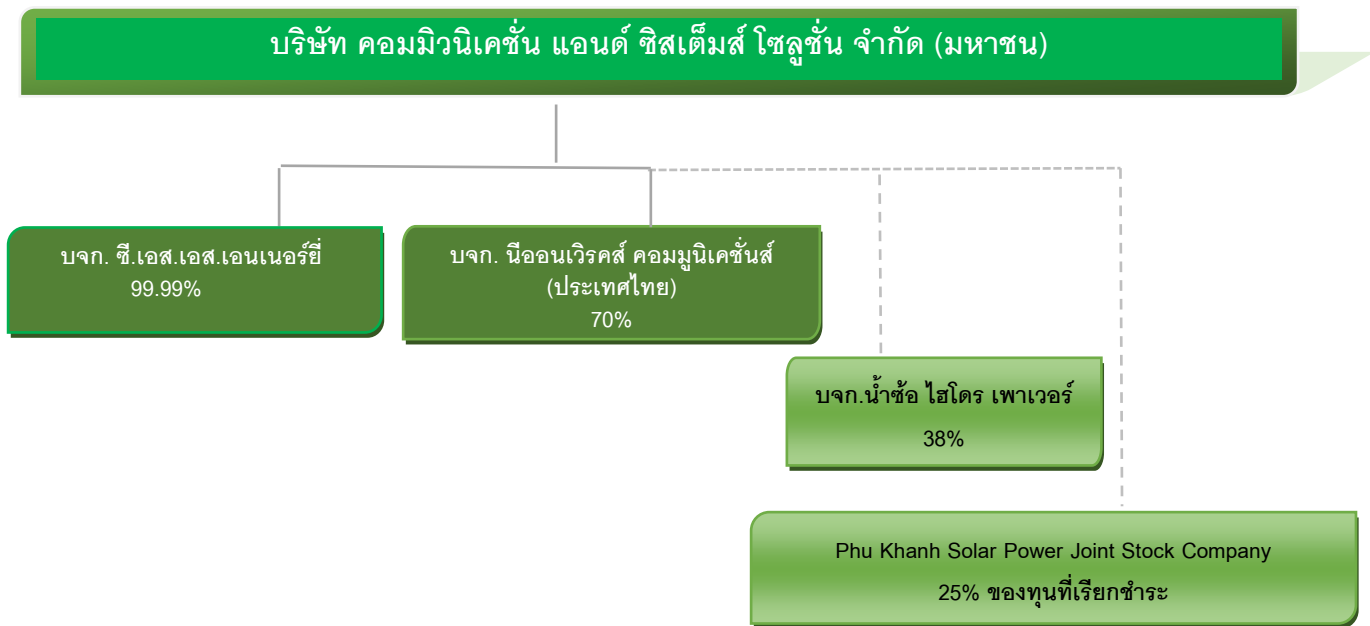 บริษัท คอมมิวนิเคชั่น แอนด์ ซิสเต็มส์ โซลูชั่น จำกัด (มหาชน)
บจก. ซี.เอส.เอส.เอนเนอร์ยี่
99.99%
บจก. นีออนเวิรคส์ คอมมูนิเคชั่นส์
(ประเทศไทย)
70%
บจก.น้ำซ้อ ไฮโดร เพาเวอร์
38%
Phu Khanh Solar Power Joint Stock Company
25% ของทุนที่เรียกชำระ